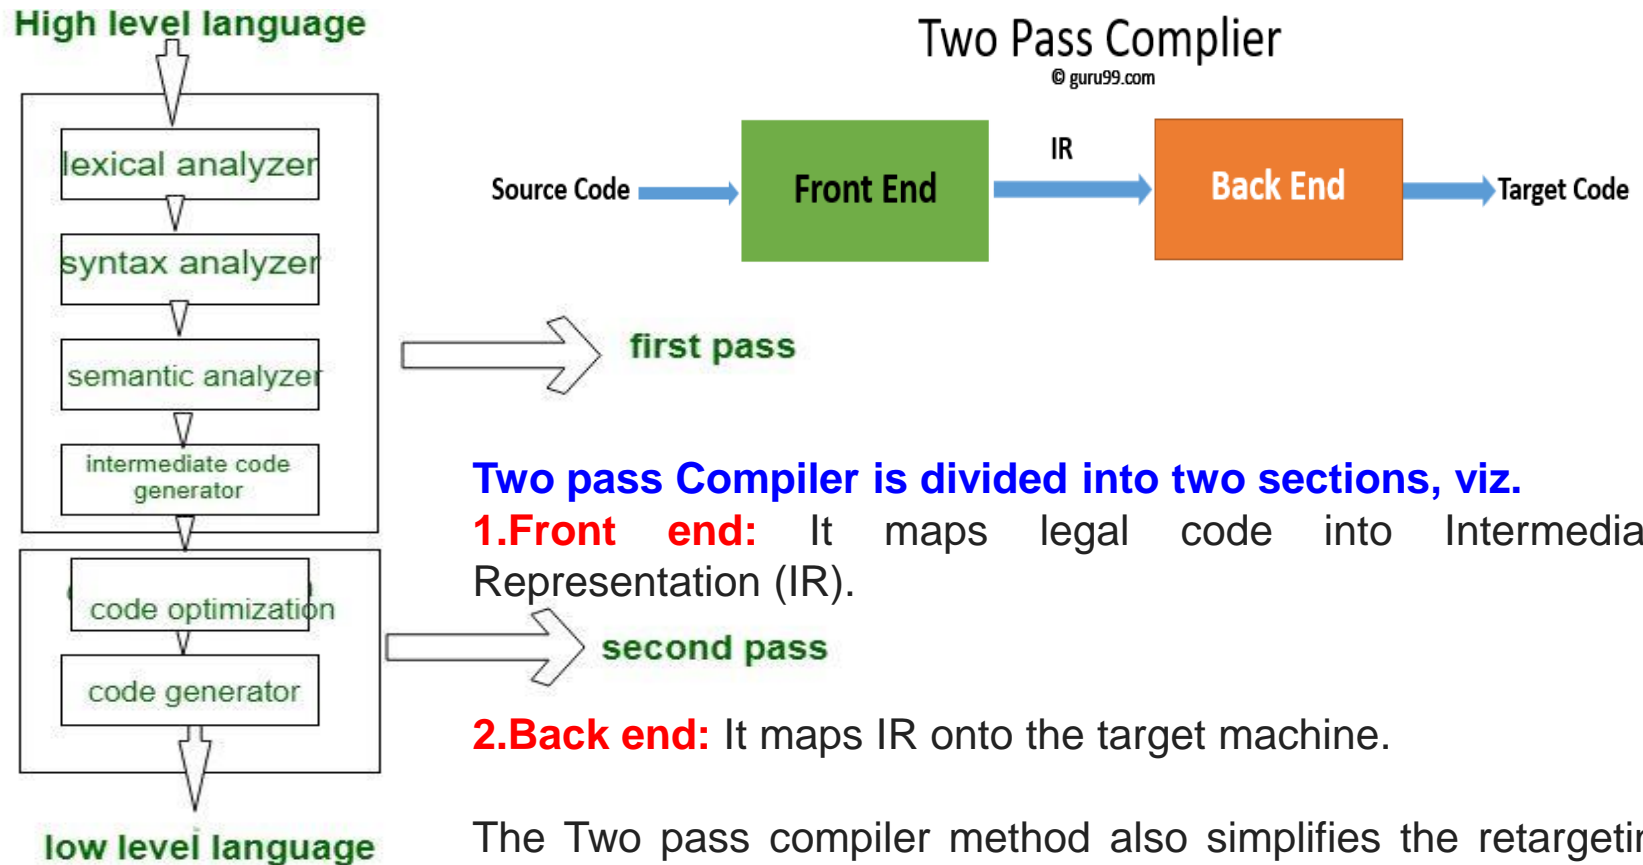 High level language
lexical analyzer
syntax analyzer
semantic analyzer
intermediate code
generator
code optimization
code generator
low level language
first pass
second pass
Two Pass Complier
© guru99.com
Source Code
Front End
IR
Back End
Target Code
Two pass Compiler is divided into two sections, viz.
1.Front end: It maps legal code into Intermedia
Representation (IR).
2.Back end: It maps IR onto the target machine.
The Two pass compiler method also simplifies the retargetin